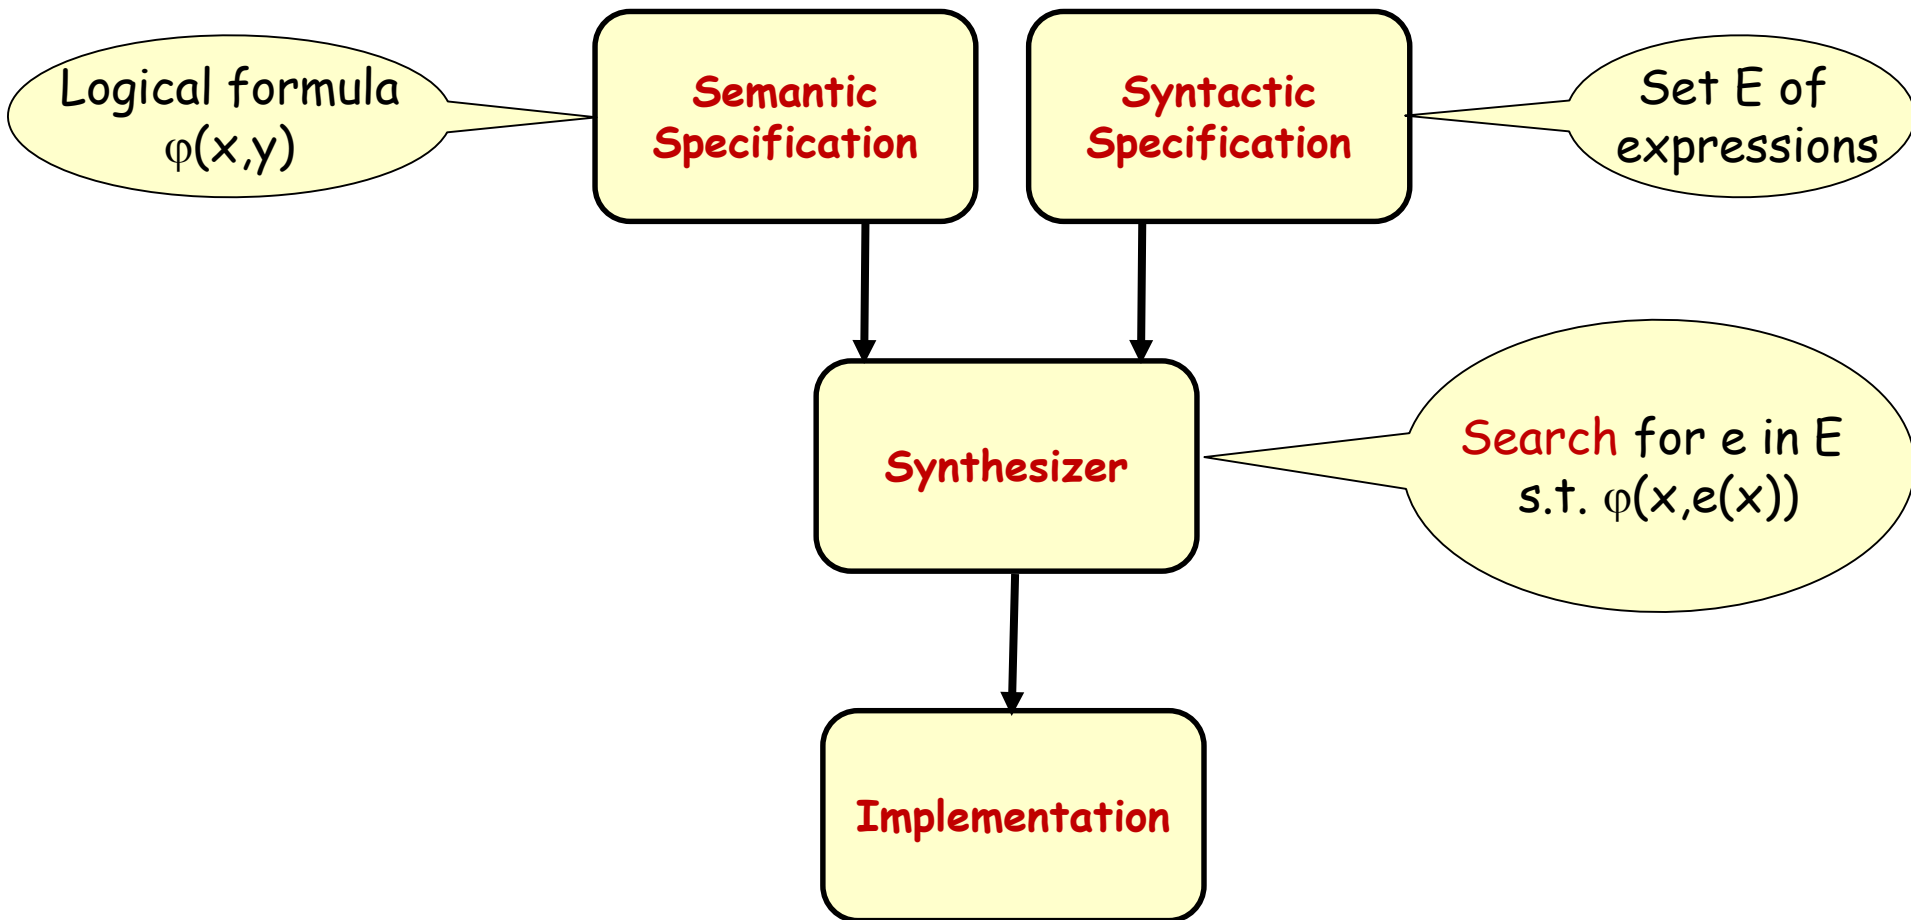 Logical formula
φ(x,y)
Semantic
Specification
Syntactic
Specification
Set E of
expressions
Synthesizer
Search for e in E
s.t. φ(x,e(x))
Implementation